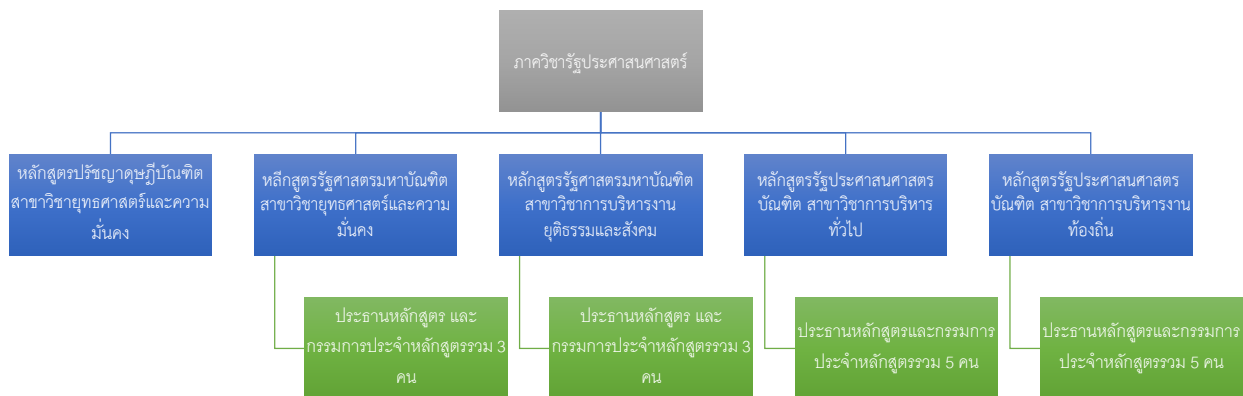 ภาควิชารัฐประศาสนศาสตร์
หลักสูตรปรัชญาดุษฎีบัณฑิต
สาขาวิชายุทธศาสตร์และความ
มั่นคง
หลีกสูตรรัฐศาสตรมหาบัณฑิต
สาขาวิชายุทธศาสตร์และความ
มั่นคง
หลักสูตรรัฐศาสตรมหาบัณฑิต
สาขาวิชาการบริหารงาน
ยุติธรรมและสังคม
หลักสูตรรัฐประศาสนศาสตร
บัณฑิต สาขาวิชาการบริหาร
ทั่วไป
หลักสูตรรัฐประศาสนศาสตร
บัณฑิต สาขาวิชาการบริหารงาน
ท้องถิ่น
ประธานหลักสูตร และ
กรรมการประจำหลักสูตรรวม 3
คน
ประธานหลักสูตร และ
กรรมการประจำหลักสูตรรวม 3
คน
ประธานหลักสูตรและกรรมการ
ประจำหลักสูตรรวม 5 คน
ประธานหลักสูตรและกรรมการ
ประจำหลักสูตรรวม 5 คน